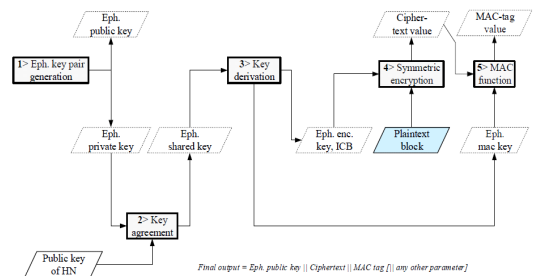 Eph.
public key
Cipher-
text value
MAC-tag
value
1> Eph. key pair
generation
3> Key
derivation
4> Symmetric
encryption
5> MAC
function
Eph.
private key
Eph.
shared key
Eph. enc.
key, ICB
Plaintext
block
Eph.
mac key
2> Key
agreement
Public key
of HN
Final output = Eph. public key || Ciphertext || MAC tag [|| any other parameter]